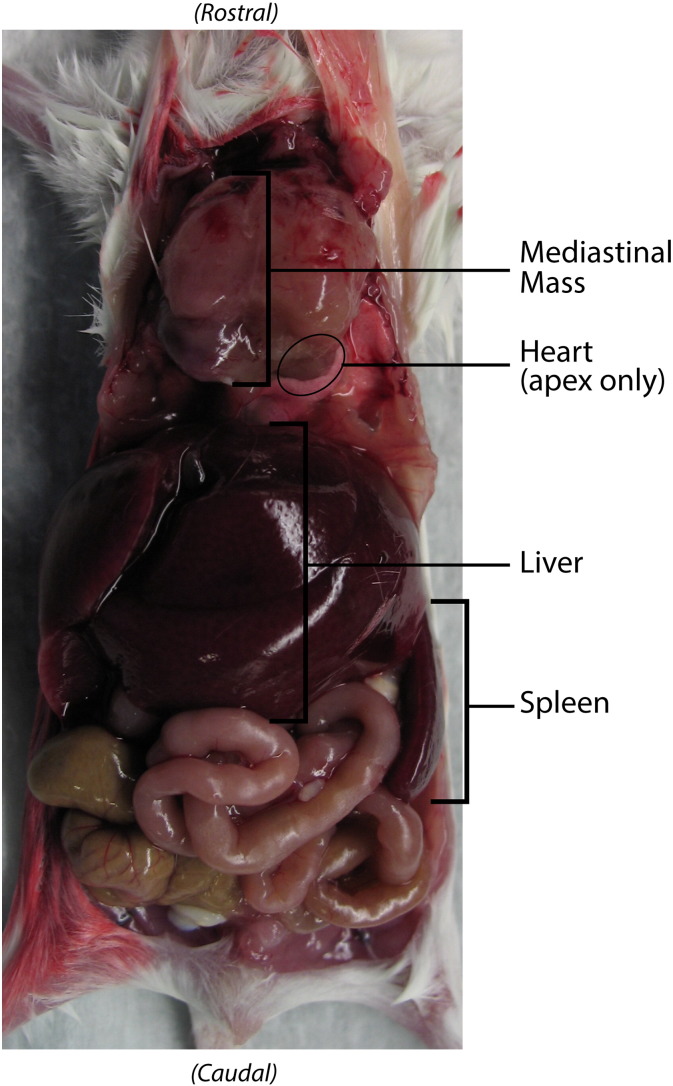 (Rostral)
Mediastinal
Mass
Heart
(apex only)
Liver
Spleen
(Caudal)